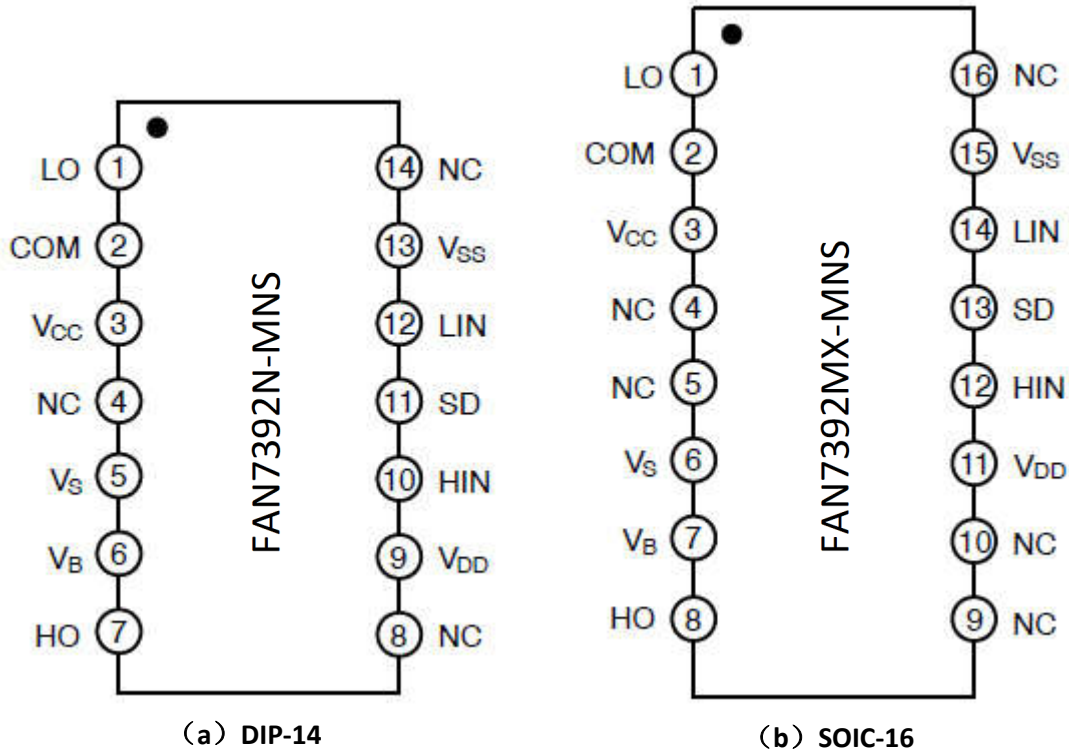 LO 1 14 NC
COM 2 13 VSS
VCC 3 12 LIN
NC 4 11 SD
VS 5 10 HIN
VB 6 9 VDD
HO 7 8 NC
FAN7392N-MNS
（a）DIP-14
LO 1 16 NC
COM 2 15 VSS
VCC 3 14 LIN
NC 4 13 SD
NC 5 12 HIN
VS 6 11 VDD
VB 7 10 NC
HO 8 9 NC
FAN7392MX-MNS
（b）SOIC-16